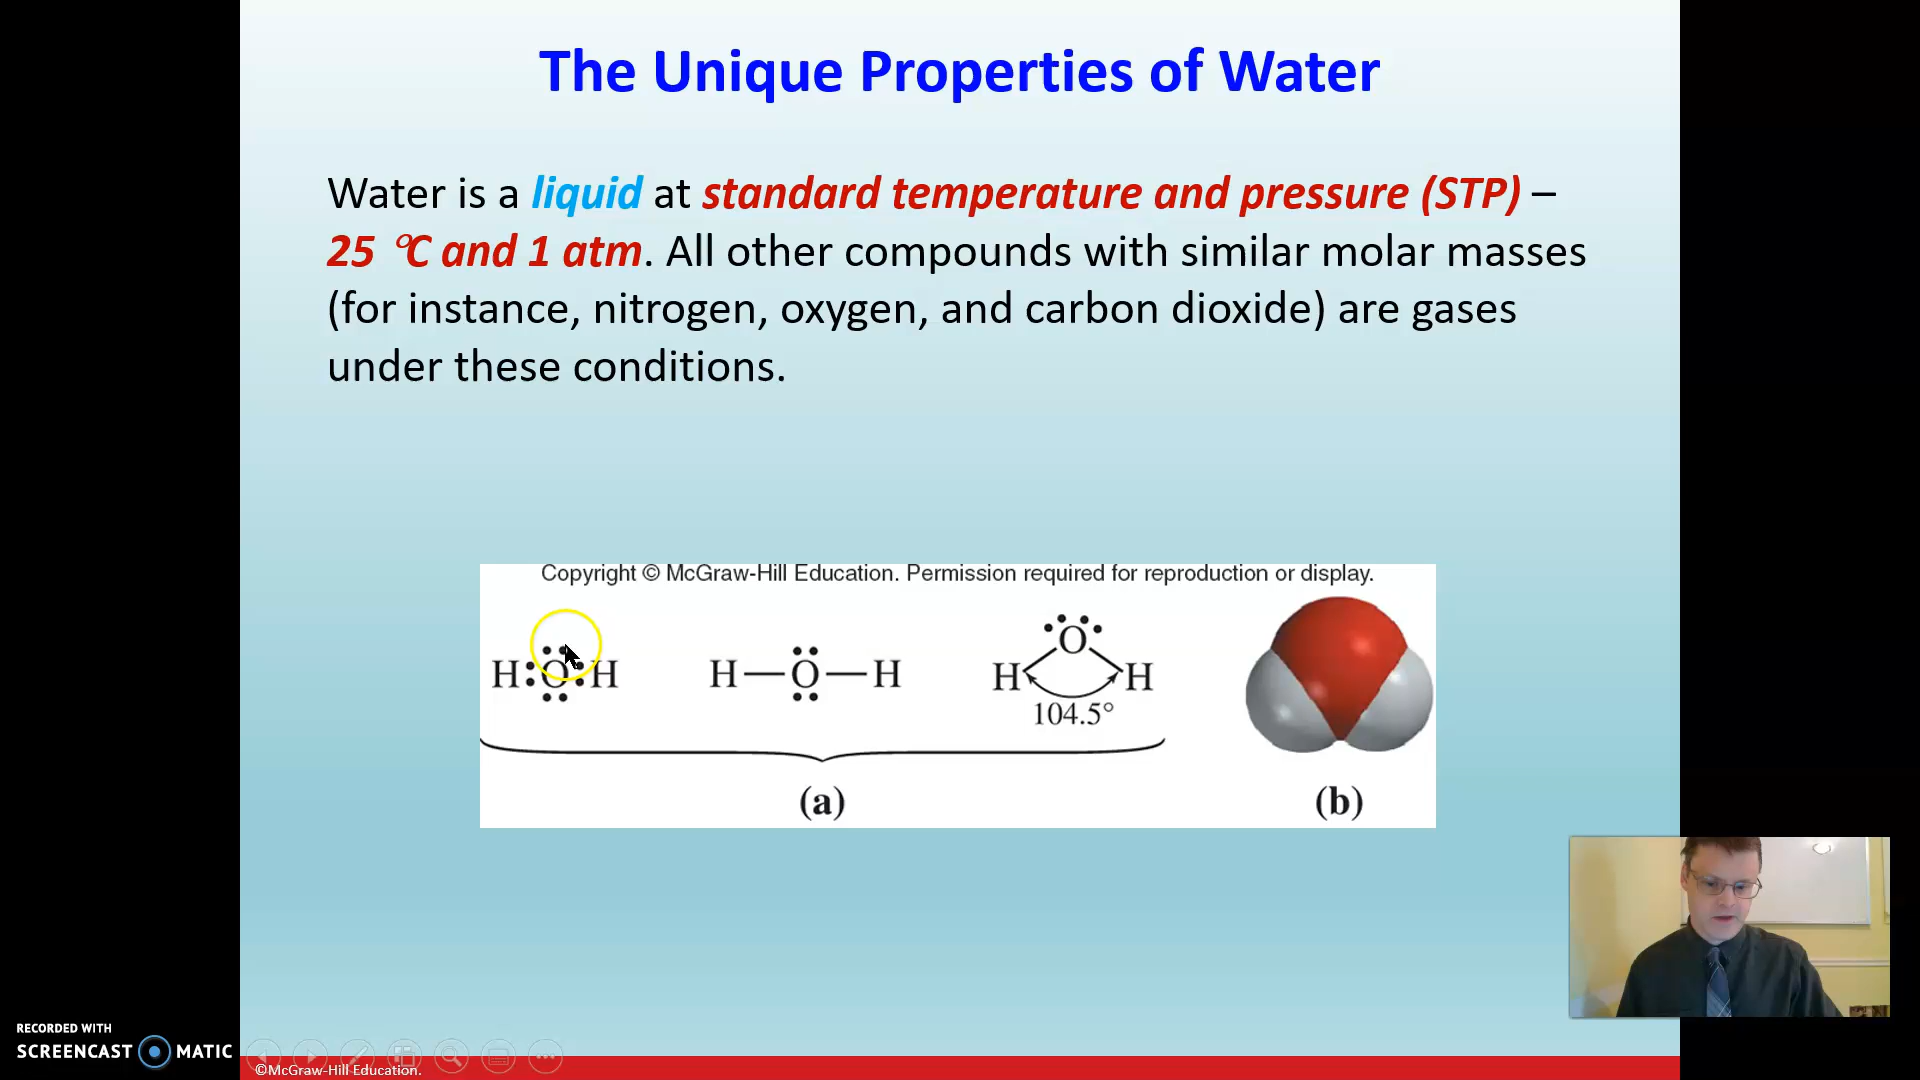 The Unique Properties of Water
Water is a liquid at standard temperature and pressure (STP) –
25 °C and 1 atm. All other compounds with similar molar masses
(for instance, nitrogen, oxygen, and carbon dioxide) are gases
under these conditions.
Copyright © McGraw-Hill Education. Permission required for reproduction or display.
H:O:H
H—O—H
O
H H
104.5°
(a) (b)
RECORDED WITH
SCREENCAST MATIC
©McGraw-Hill Education.